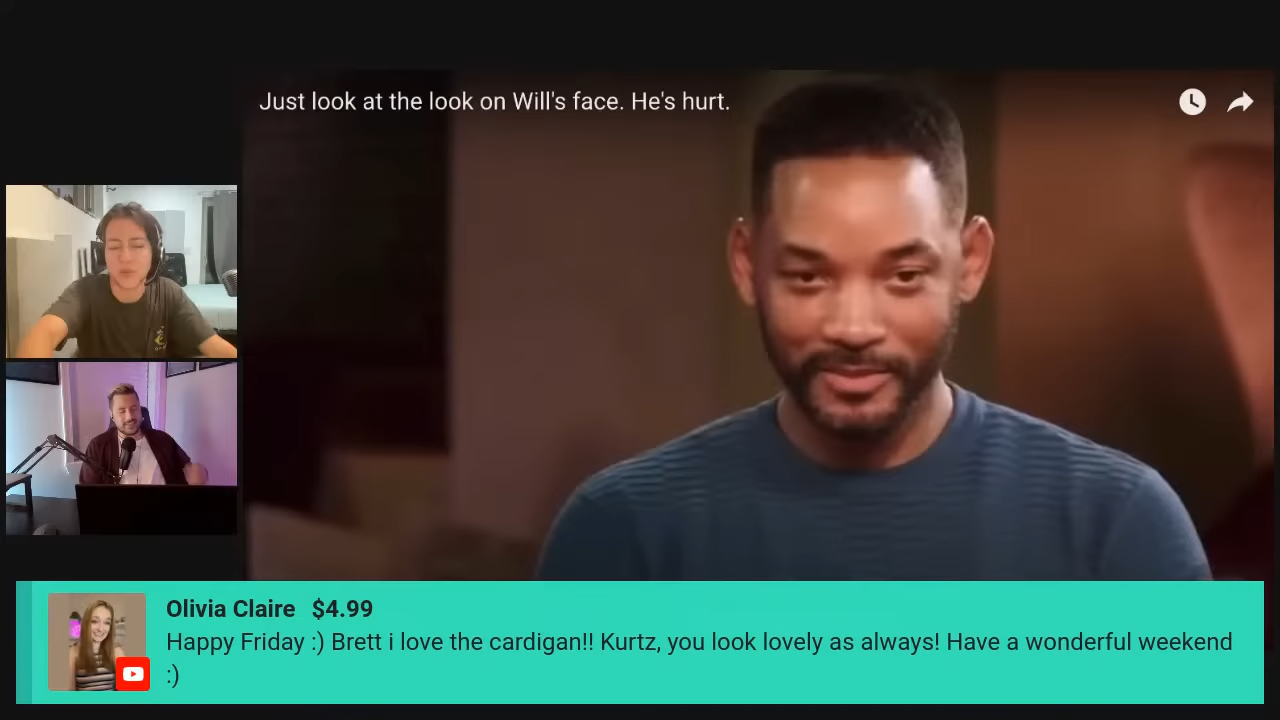 Just look at the look on Will's face. He's hurt.
Olivia Claire $4.99
Happy Friday :) Brett i love the cardigan!! Kurtz, you look lovely as always! Have a wonderful weekend
:)